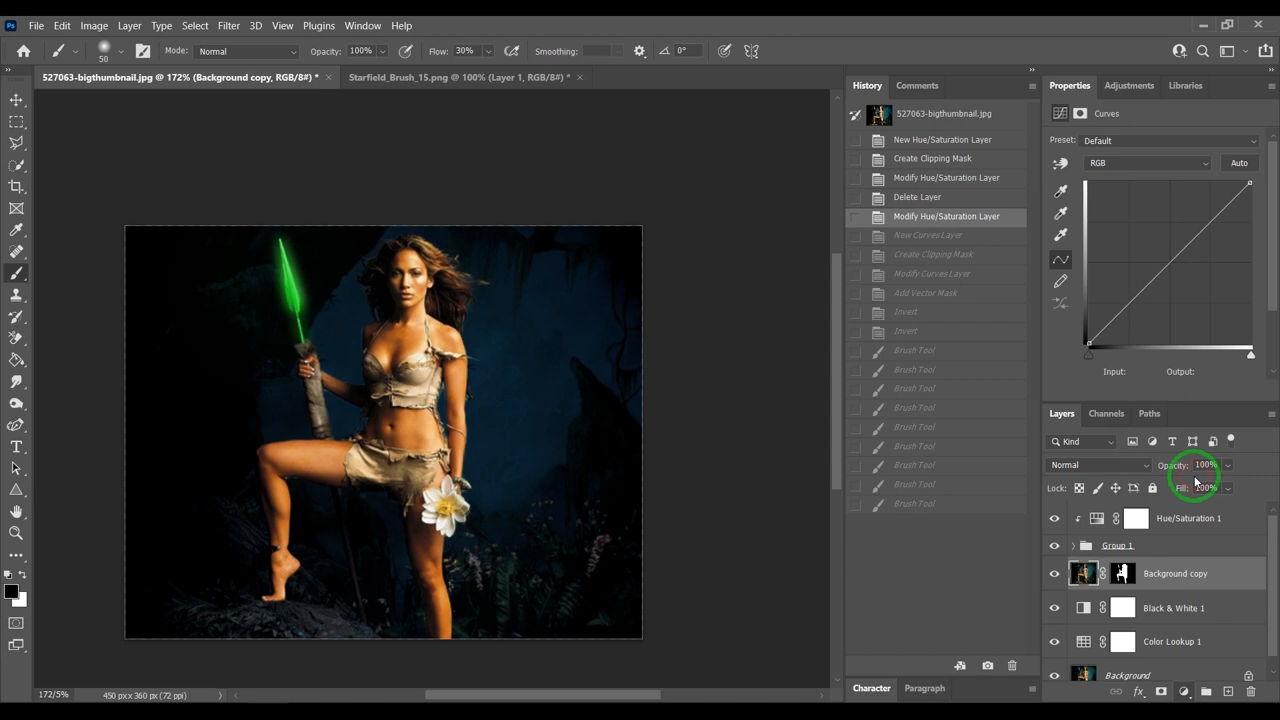 Ps File Edit Image Layer Type Select Filter 3D View Plugins Window Help
50 Mode: Normal Opacity: 100% Flow: 30% Smoothing: 0°
527063-bigthumbnail.jpg @ 172% (Background copy, RGB/8#) * Starfield_Brush_15.png @ 100% (Layer 1, RGB/8#) *
History Comments
527063-bigthumbnail.jpg
New Hue/Saturation Layer
Create Clipping Mask
Modify Hue/Saturation Layer
Delete Layer
Modify Hue/Saturation Layer
New Curves Layer
Create Clipping Mask
Modify Curves Layer
Add Vector Mask
Invert
Invert
Brush Tool
Brush Tool
Brush Tool
Brush Tool
Brush Tool
Brush Tool
Brush Tool
Brush Tool
Brush Tool
Character Paragraph
Properties Adjustments Libraries
Curves
Preset: Default
RGB Auto
Input: Output:
Layers Channels Paths
Kind
Normal Opacity: 100%
Lock: Fill: 100%
Hue/Saturation 1
Group 1
Background copy
Black & White 1
Color Lookup 1
Background
fx
172/5% 450 px x 360 px (72 ppi)